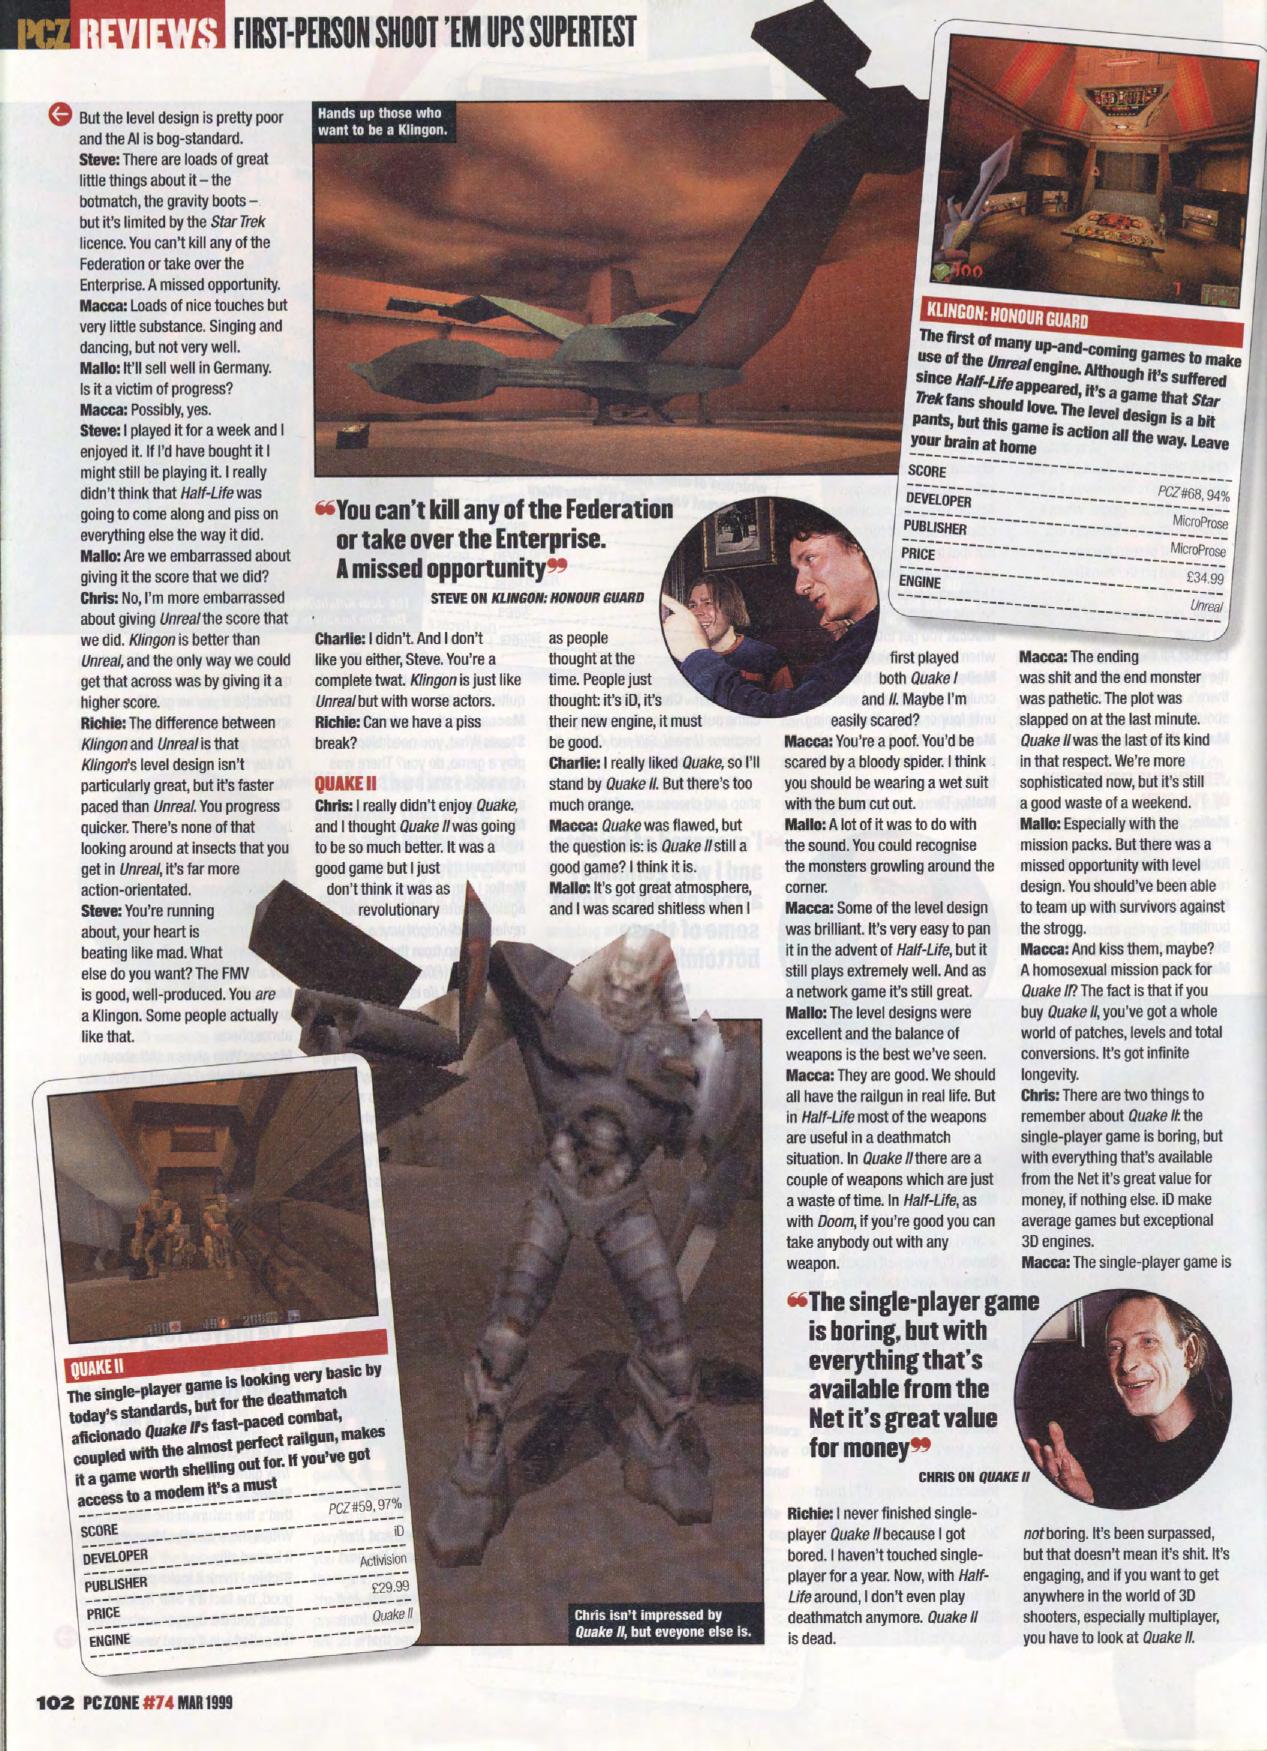 PCZ REVIEWS FIRST-PERSON SHOOT 'EM UPS SUPERTEST
But the level design is pretty poor
and the AI is bog-standard.
Steve: There are loads of great
little things about it – the
botmatch, the gravity boots –
but it's limited by the Star Trek
licence. You can't kill any of the
Federation or take over the
Enterprise. A missed opportunity.
Macca: Loads of nice touches but
very little substance. Singing and
dancing, but not very well.
Mallo: It'll sell well in Germany.
Is it a victim of progress?
Macca: Possibly, yes.
Steve: I played it for a week and I
enjoyed it. If I'd have bought it I
might still be playing it. I really
didn't think that Half-Life was
going to come along and piss on
everything else the way it did.
Mallo: Are we embarrassed about
giving it the score that we did?
Chris: No, I'm more embarrassed
about giving Unreal the score that
we did. Klingon is better than
Unreal, and the only way we could
get that across was by giving it a
higher score.
Richie: The difference between
Klingon and Unreal is that
Klingon's level design isn't
particularly great, but it's faster
paced than Unreal. You progress
quicker. There's none of that
looking around at insects that you
get in Unreal, it's far more
action-orientated.
Steve: You're running
about, your heart is
beating like mad. What
else do you want? The FMV
is good, well-produced. You are
a Klingon. Some people actually
like that.
Hands up those who
want to be a Klingon.
KLINGON: HONOUR GUARD
The first of many up-and-coming games to make
use of the Unreal engine. Although it's suffered
since Half-Life appeared, it's a game that Star
Trek fans should love. The level design is a bit
pants, but this game is action all the way. Leave
your brain at home
SCORE PCZ #68, 94%
DEVELOPER MicroProse
PUBLISHER MicroProse
PRICE £34.99
ENGINE Unreal
100
1
❝You can't kill any of the Federation
or take over the Enterprise.
A missed opportunity❞
STEVE ON KLINGON: HONOUR GUARD
Charlie: I didn't. And I don't
like you either, Steve. You're a
complete twat. Klingon is just like
Unreal but with worse actors.
Richie: Can we have a piss
break?
QUAKE II
Chris: I really didn't enjoy Quake,
and I thought Quake II was going
to be so much better. It was a
good game but I just
don't think it was as
revolutionary
as people
thought at the
time. People just
thought: it's iD, it's
their new engine, it must
be good.
Charlie: I really liked Quake, so I'll
stand by Quake II. But there's too
much orange.
Macca: Quake was flawed, but
the question is: is Quake II still a
good game? I think it is.
Mallo: It's got great atmosphere,
and I was scared shitless when I
first played
both Quake I
and II. Maybe I'm
easily scared?
Macca: You're a poof. You'd be
scared by a bloody spider. I think
you should be wearing a wet suit
with the bum cut out.
Mallo: A lot of it was to do with
the sound. You could recognise
the monsters growling around the
corner.
Macca: Some of the level design
was brilliant. It's very easy to pan
it in the advent of Half-Life, but it
still plays extremely well. And as
a network game it's still great.
Mallo: The level designs were
excellent and the balance of
weapons is the best we've seen.
Macca: They are good. We should
all have the railgun in real life. But
in Half-Life most of the weapons
are useful in a deathmatch
situation. In Quake II there are a
couple of weapons which are just
a waste of time. In Half-Life, as
with Doom, if you're good you can
take anybody out with any
weapon.
❝The single-player game
is boring, but with
everything that's
available from the
Net it's great value
for money❞
CHRIS ON QUAKE II
Richie: I never finished single-
player Quake II because I got
bored. I haven't touched single-
player for a year. Now, with Half-
Life around, I don't even play
deathmatch anymore. Quake II
is dead.
Macca: The ending
was shit and the end monster
was pathetic. The plot was
slapped on at the last minute.
Quake II was the last of its kind
in that respect. We're more
sophisticated now, but it's still
a good waste of a weekend.
Mallo: Especially with the
mission packs. But there was a
missed opportunity with level
design. You should've been able
to team up with survivors against
the strogg.
Macca: And kiss them, maybe?
A homosexual mission pack for
Quake II? The fact is that if you
buy Quake II, you've got a whole
world of patches, levels and total
conversions. It's got infinite
longevity.
Chris: There are two things to
remember about Quake II: the
single-player game is boring, but
with everything that's available
from the Net it's great value for
money, if nothing else. iD make
average games but exceptional
3D engines.
Macca: The single-player game is
not boring. It's been surpassed,
but that doesn't mean it's shit. It's
engaging, and if you want to get
anywhere in the world of 3D
shooters, especially multiplayer,
you have to look at Quake II.
QUAKE II
The single-player game is looking very basic by
today's standards, but for the deathmatch
aficionado Quake II's fast-paced combat,
coupled with the almost perfect railgun, makes
it a game worth shelling out for. If you've got
access to a modem it's a must
SCORE PCZ #59, 97%
DEVELOPER iD
PUBLISHER Activision
PRICE £29.99
ENGINE Quake II
Chris isn't impressed by
Quake II, but eveyone else is.
102 PC ZONE #74 MAR 1999